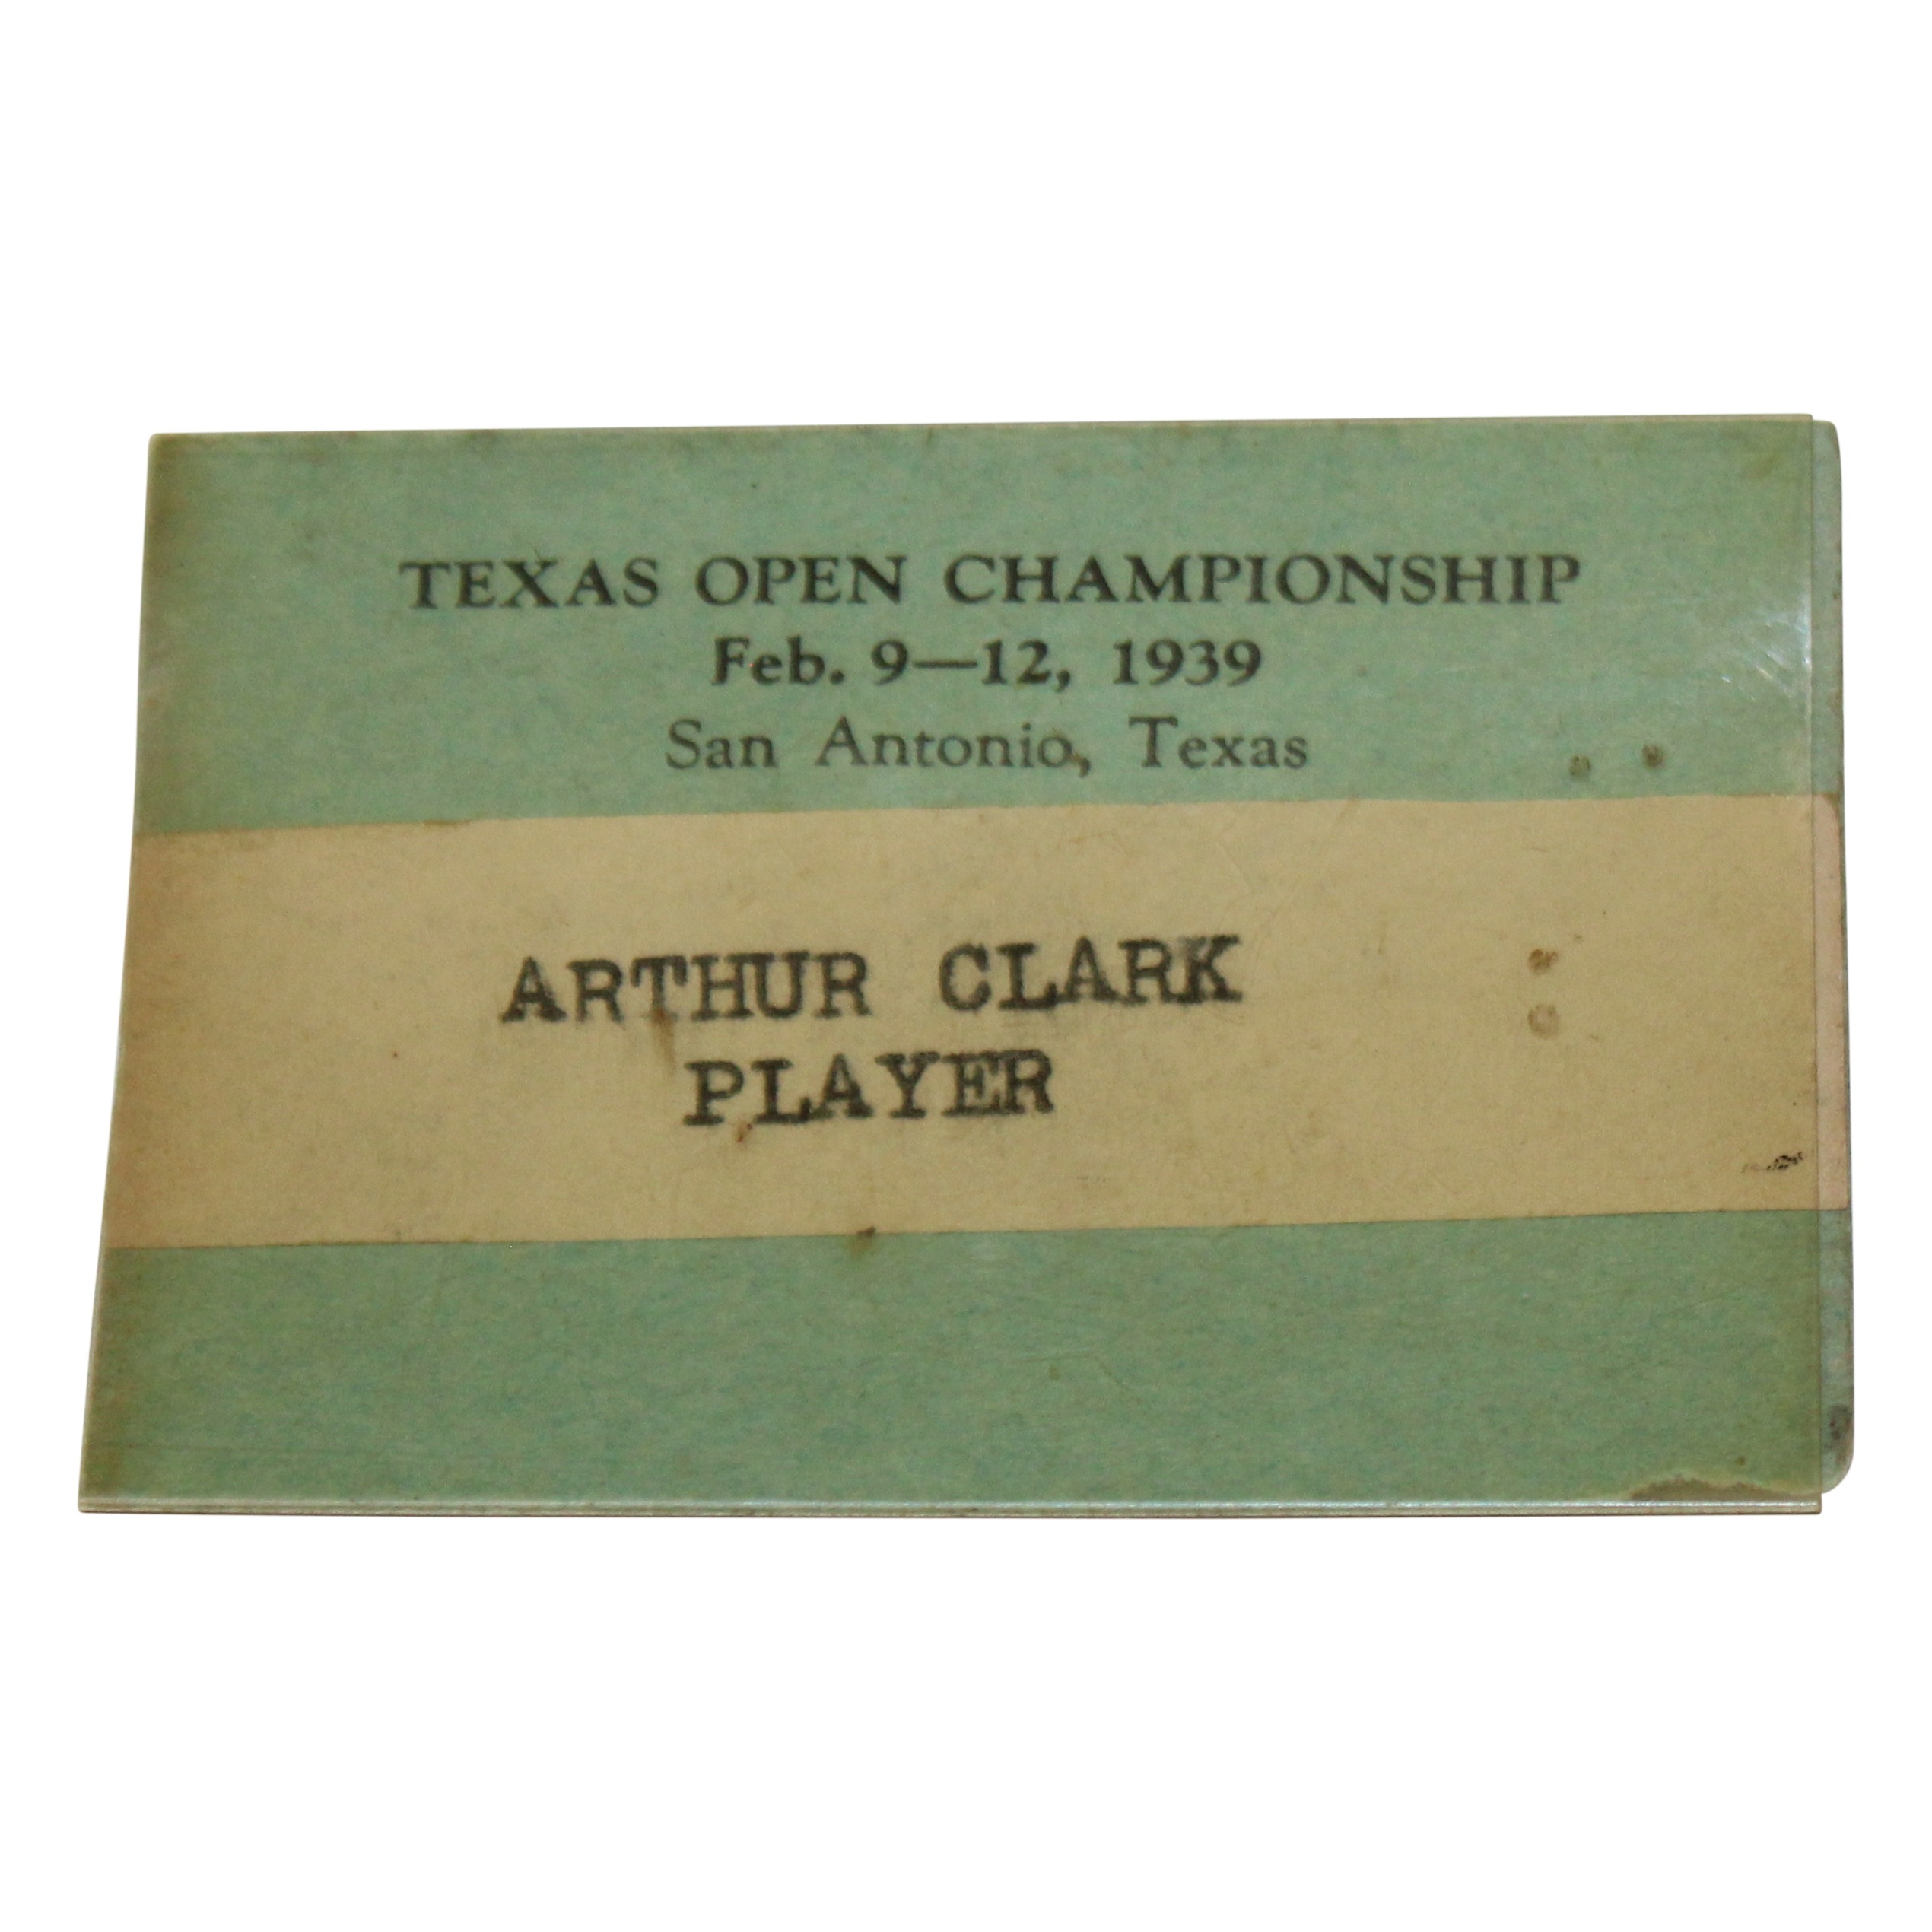 TEXAS OPEN CHAMPIONSHIP
Feb. 9—12, 1939
San Antonio, Texas
ARTHUR CLARK
PLAYER